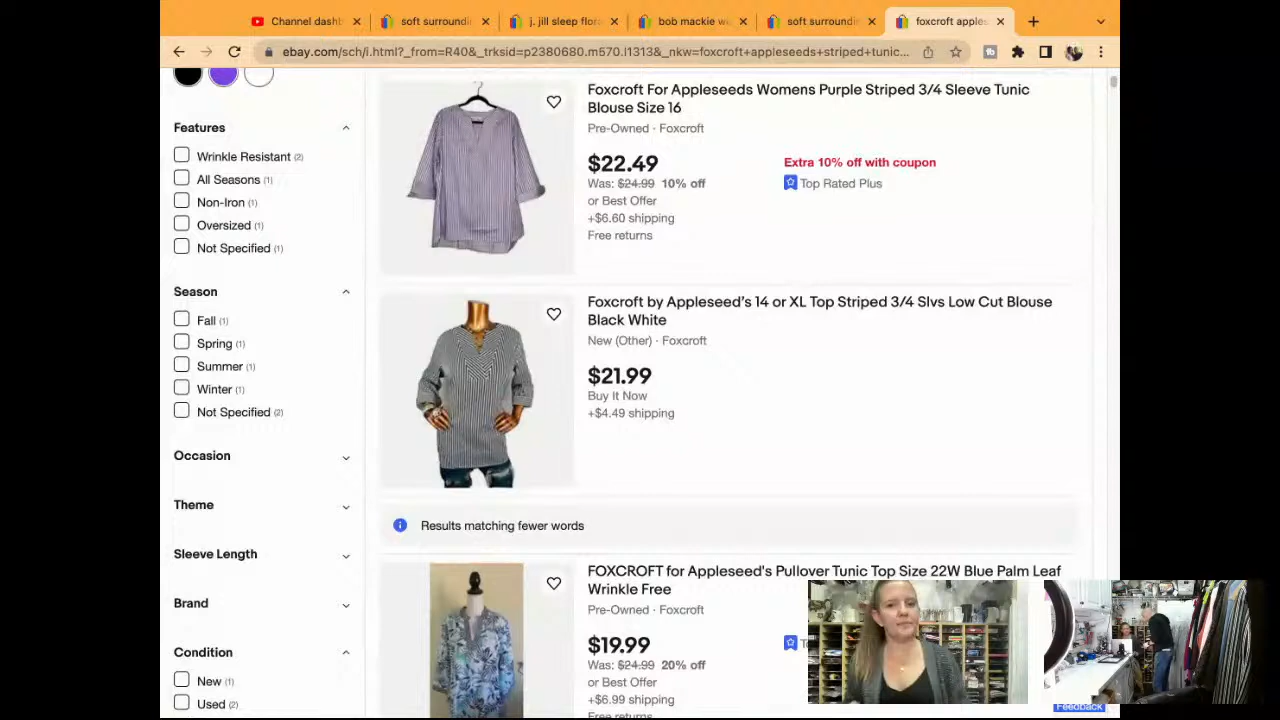 Channel dashb
soft surroundin
j. jill sleep flora
bob mackie we
soft surroundin
foxcroft apples
ebay.com/sch/i.html?_from=R40&_trksid=p2380680.m570.l1313&_nkw=foxcroft+appleseeds+striped+tunic...
Features
Wrinkle Resistant (2)
All Seasons (1)
Non-Iron (1)
Oversized (1)
Not Specified (1)
Season
Fall (1)
Spring (1)
Summer (1)
Winter (1)
Not Specified (2)
Occasion
Theme
Sleeve Length
Brand
Condition
New (1)
Used (2)
Foxcroft For Appleseeds Womens Purple Striped 3/4 Sleeve Tunic
Blouse Size 16
Pre-Owned · Foxcroft
$22.49
Was: $24.99 10% off
or Best Offer
+$6.60 shipping
Free returns
Extra 10% off with coupon
Top Rated Plus
Foxcroft by Appleseed's 14 or XL Top Striped 3/4 Slvs Low Cut Blouse
Black White
New (Other) · Foxcroft
$21.99
Buy It Now
+$4.49 shipping
Results matching fewer words
FOXCROFT for Appleseed's Pullover Tunic Top Size 22W Blue Palm Leaf
Wrinkle Free
Pre-Owned · Foxcroft
$19.99
Was: $24.99 20% off
or Best Offer
+$6.99 shipping
Free returns
Feedback